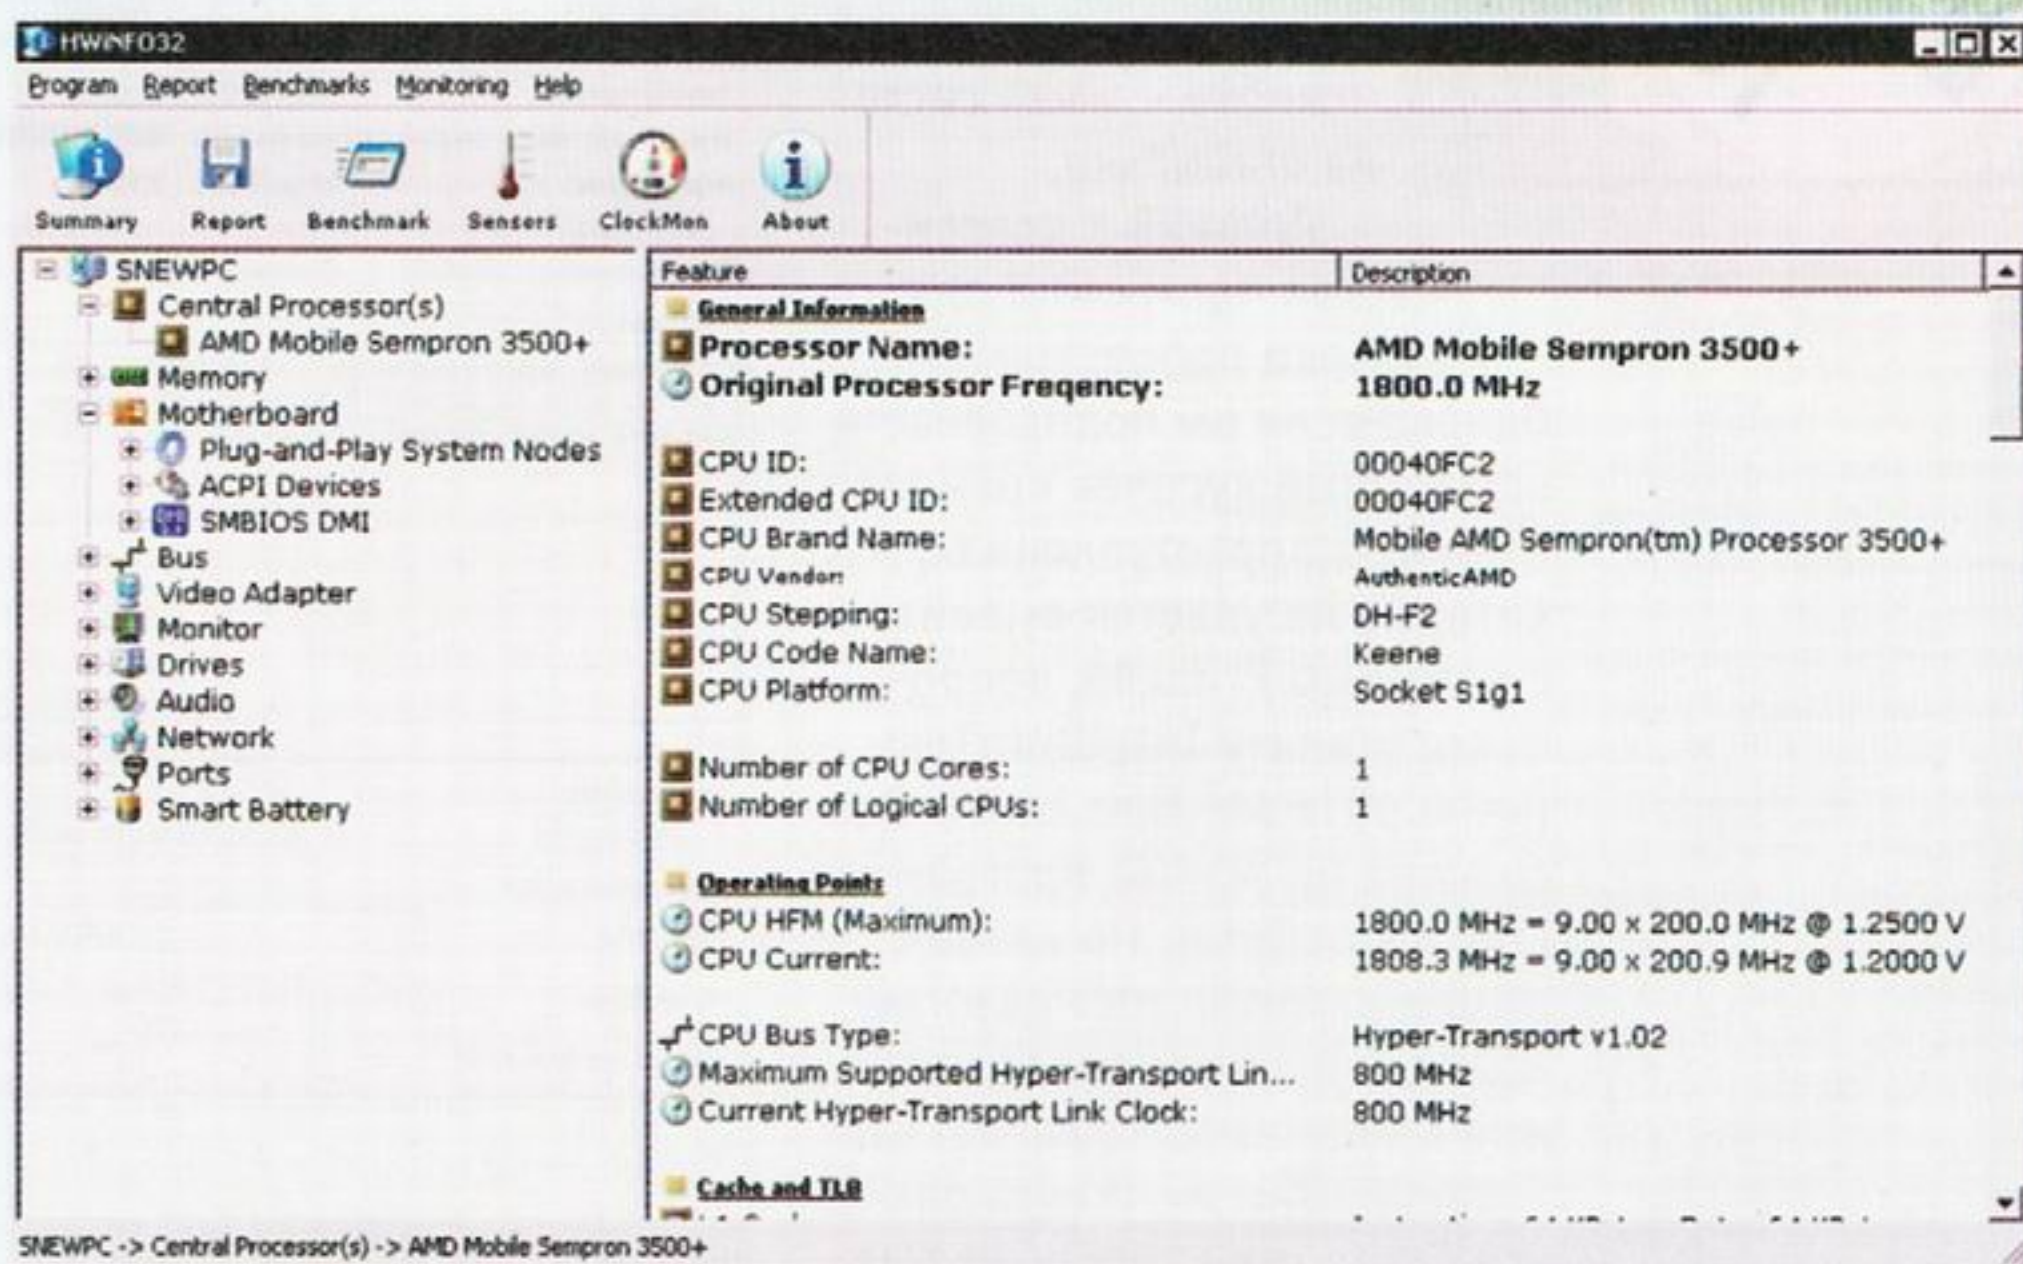 HWiNFO32
Program Report Benchmarks Monitoring Help
Summary Report Benchmark Sensors ClockMon About
SNEWPC
Central Processor(s)
AMD Mobile Sempron 3500+
Memory
Motherboard
Plug-and-Play System Nodes
ACPI Devices
SMBIOS DMI
Bus
Video Adapter
Monitor
Drives
Audio
Network
Ports
Smart Battery
Feature Description
General Information
Processor Name: AMD Mobile Sempron 3500+
Original Processor Freqency: 1800.0 MHz
CPU ID: 00040FC2
Extended CPU ID: 00040FC2
CPU Brand Name: Mobile AMD Sempron(tm) Processor 3500+
CPU Vendor: AuthenticAMD
CPU Stepping: DH-F2
CPU Code Name: Keene
CPU Platform: Socket S1g1
Number of CPU Cores: 1
Number of Logical CPUs: 1
Operating Points
CPU HFM (Maximum): 1800.0 MHz = 9.00 x 200.0 MHz @ 1.2500 V
CPU Current: 1808.3 MHz = 9.00 x 200.9 MHz @ 1.2000 V
CPU Bus Type: Hyper-Transport v1.02
Maximum Supported Hyper-Transport Lin... 800 MHz
Current Hyper-Transport Link Clock: 800 MHz
Cache and TLB
SNEWPC -> Central Processor(s) -> AMD Mobile Sempron 3500+